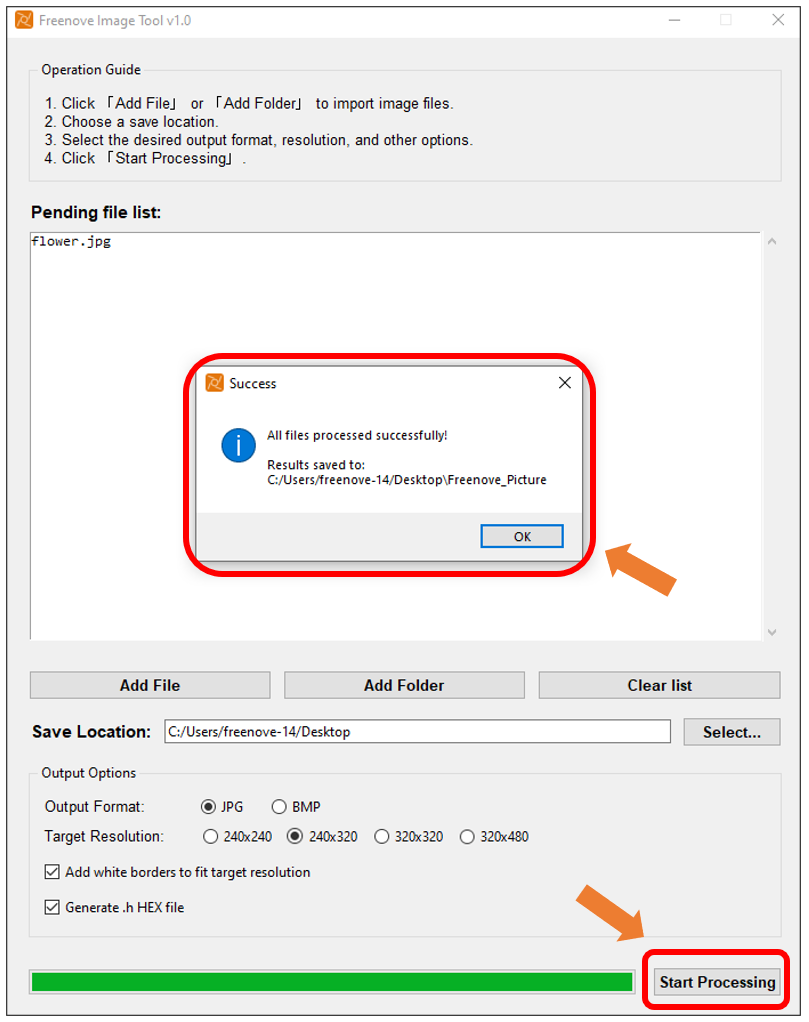 Freenove Image Tool v1.0
Operation Guide
1. Click 「Add File」 or 「Add Folder」 to import image files.
2. Choose a save location.
3. Select the desired output format, resolution, and other options.
4. Click 「Start Processing」 .
Pending file list:
flower.jpg
Success
All files processed successfully!
Results saved to:
C:/Users/freenove-14/Desktop\Freenove_Picture
OK
Add File
Add Folder
Clear list
Save Location:
C:/Users/freenove-14/Desktop
Select...
Output Options
Output Format:
JPG
BMP
Target Resolution:
240x240
240x320
320x320
320x480
Add white borders to fit target resolution
Generate .h HEX file
Start Processing